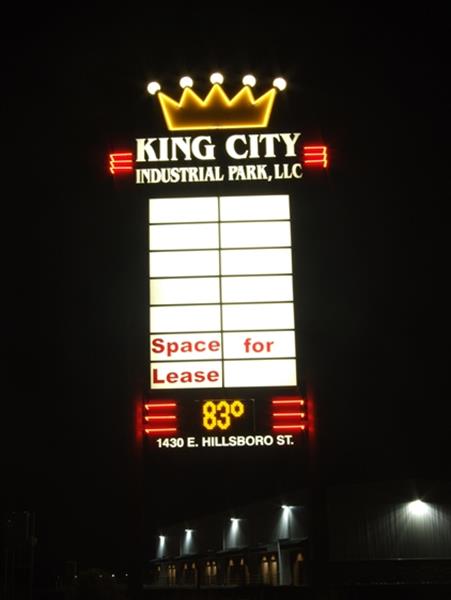 KING CITY
INDUSTRIAL PARK, LLC
Space for
Lease
83°
1430 E. HILLSBORO ST.